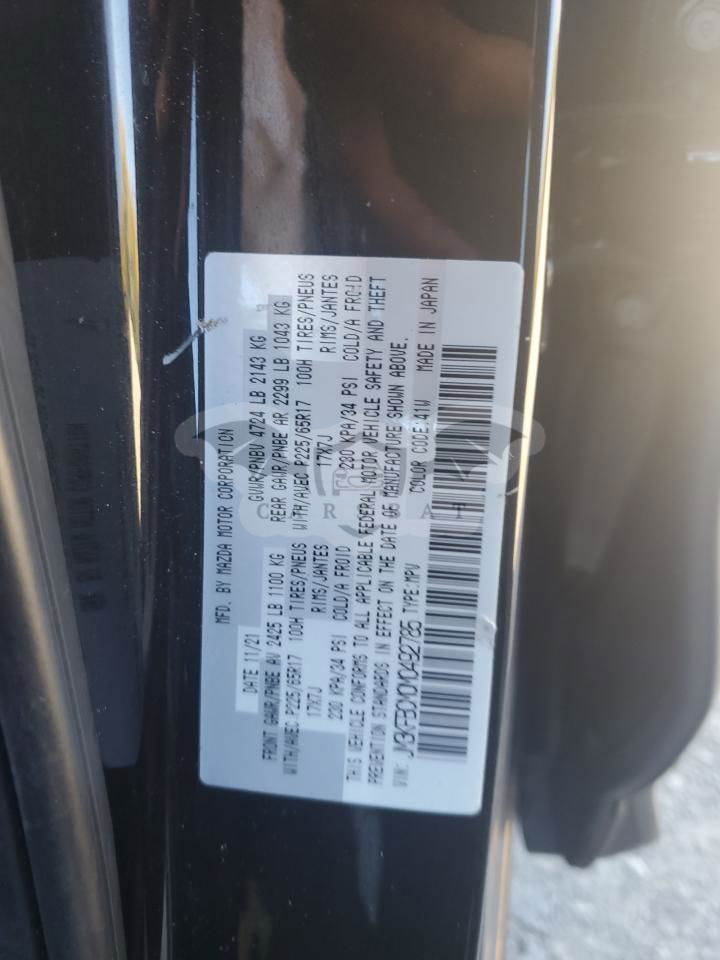 MFD. BY MAZDA MOTOR CORPORATION
DATE 11/21 GVWR/PNBV 4724 LB 2143 KG
FRONT GAWR/PNBE AV 2425 LB 1100 KG REAR GAWR/PNBE AR 2299 LB 1043 KG
WITH/AVEC P225/65R17 100H TIRES/PNEUS WITH/AVEC P225/65R17 100H TIRES/PNEUS
17X7J RIMS/JANTES 17X7J RIMS/JANTES
230 KPA/34 PSI COLD/A FROID 230 KPA/34 PSI COLD/A FROID
THIS VEHICLE CONFORMS TO ALL APPLICABLE FEDERAL MOTOR VEHICLE SAFETY AND THEFT
PREVENTION STANDARDS IN EFFECT ON THE DATE OF MANUFACTURE SHOWN ABOVE.
VIN: JM3KFBCM0M0492785 TYPE:MPV COLOR CODE:41W MADE IN JAPAN